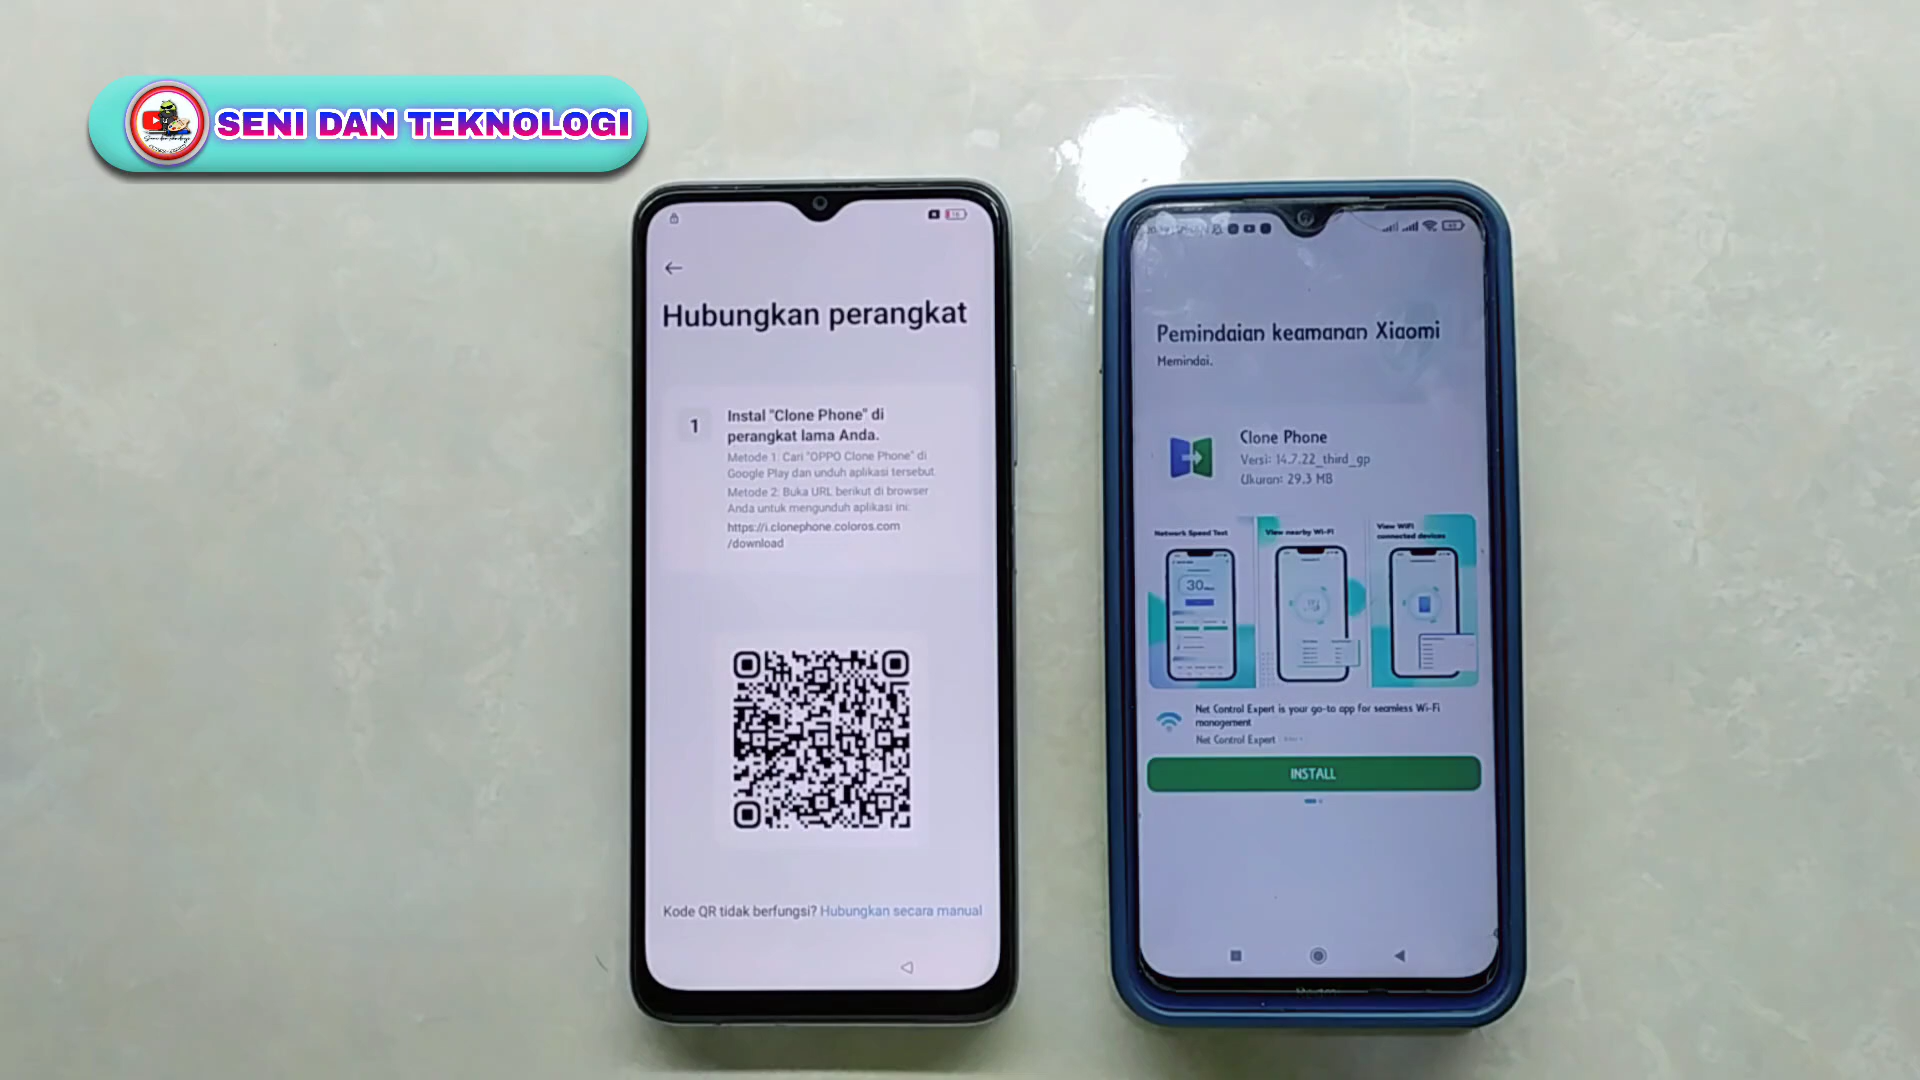 SENI DAN TEKNOLOGI
Hubungkan perangkat
1
Instal "Clone Phone" di
perangkat lama Anda.
Metode 1: Cari "OPPO Clone Phone" di
Google Play dan unduh aplikasi tersebut.
Metode 2: Buka URL berikut di browser
Anda untuk mengunduh aplikasi ini:
https://i.clonephone.coloros.com
/download
Kode QR tidak berfungsi? Hubungkan secara manual
Pemindaian keamanan Xiaomi
Memindai.
Clone Phone
Versi: 14.7.22_third_gp
Ukuran: 29.3 MB
Network Speed Test
View nearby Wi-Fi
View WiFi
connected devices
30
Net Control Expert is your go-to app for seamless Wi-Fi
management
Net Control Expert
INSTALL
Redmi